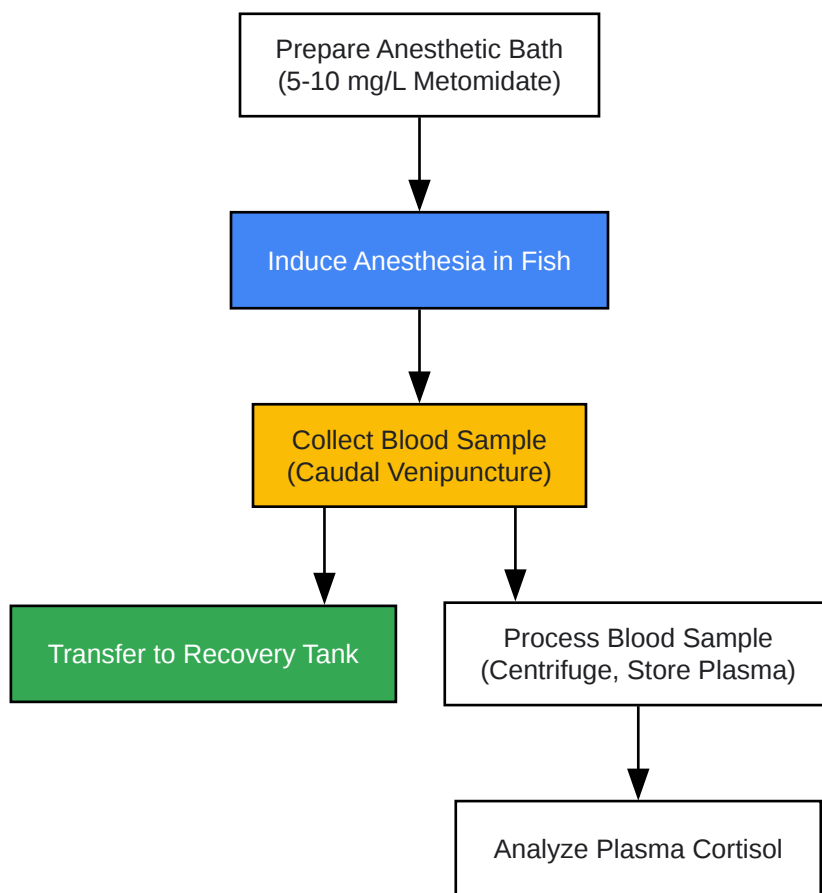 Prepare Anesthetic Bath
(5-10 mg/L Metomidate)
Induce Anesthesia in Fish
Collect Blood Sample
(Caudal Venipuncture)
Transfer to Recovery Tank
Process Blood Sample
(Centrifuge, Store Plasma)
Analyze Plasma Cortisol